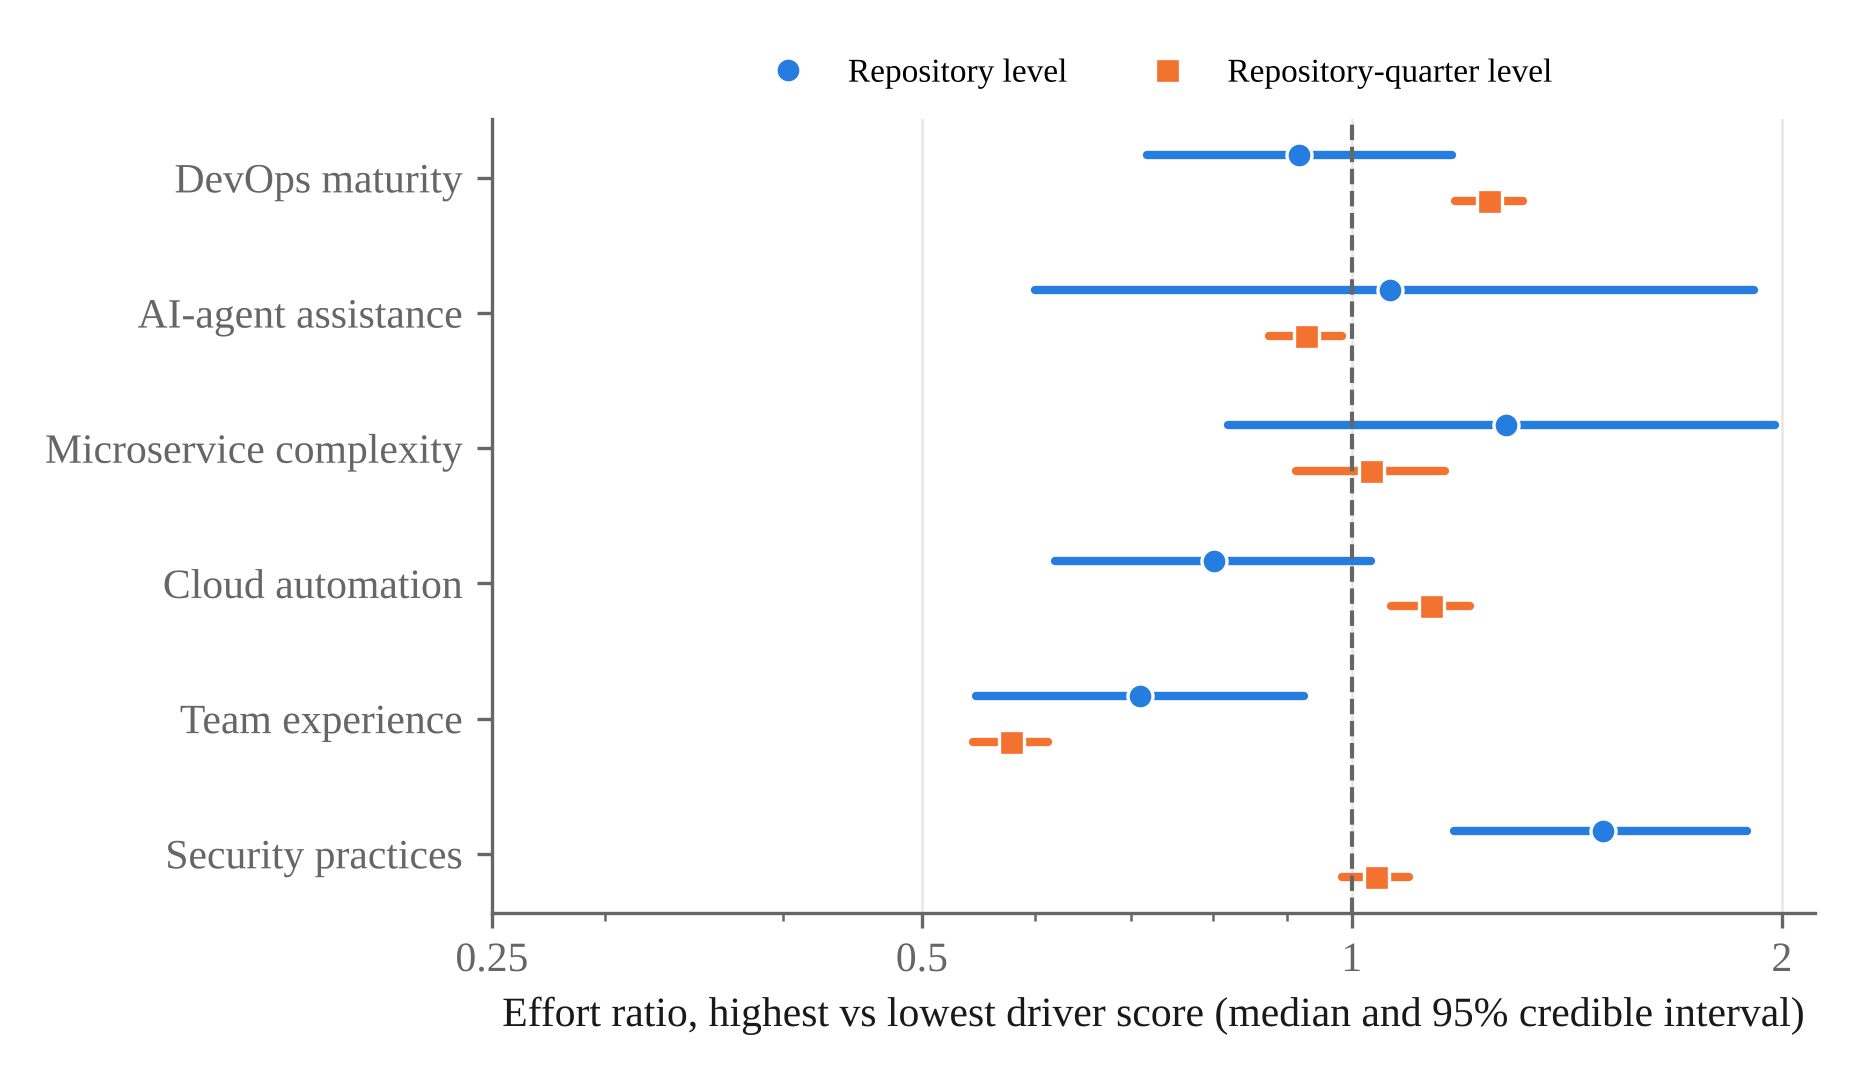 Repository level
Repository-quarter level
DevOps maturity
AI-agent assistance
Microservice complexity
Cloud automation
Team experience
Security practices
0.25
0.5
1
2
Effort ratio, highest vs lowest driver score (median and 95% credible interval)